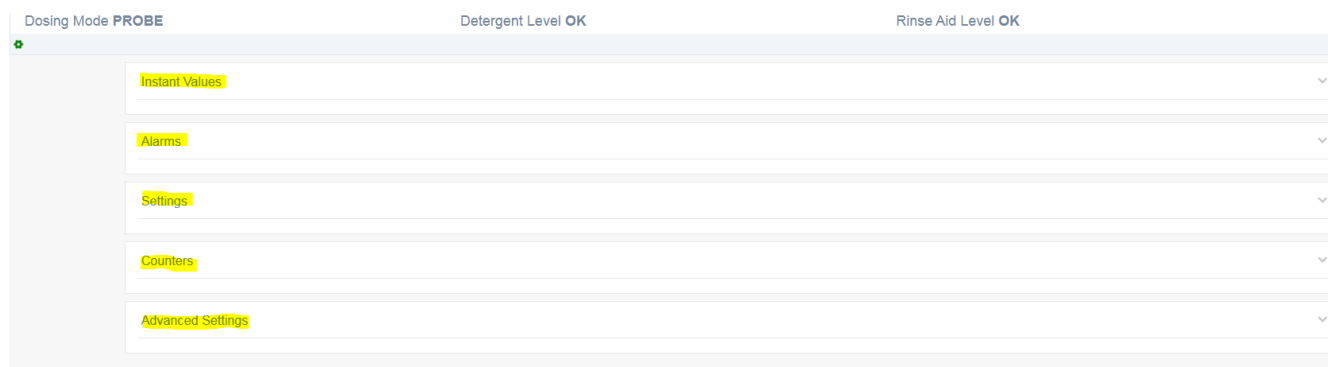 Dosing Mode PROBE Detergent Level OK Rinse Aid Level OK
Instant Values
Alarms
Settings
Counters
Advanced Settings